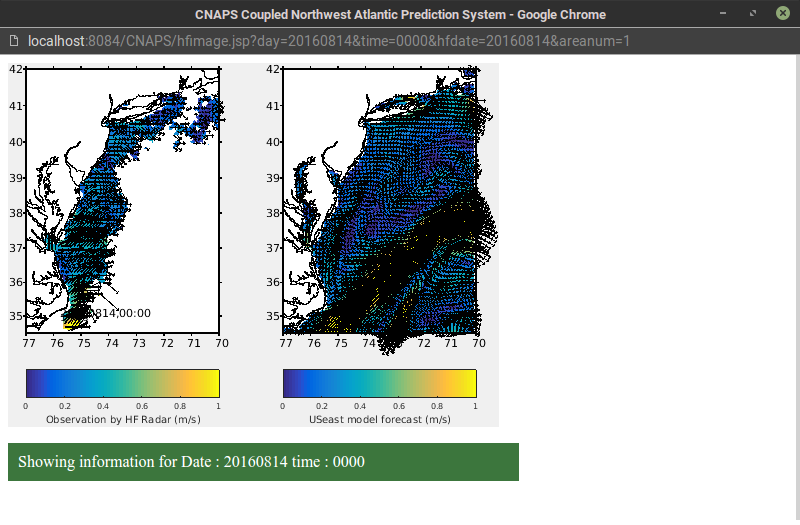 CNAPS Coupled Northwest Atlantic Prediction System - Google Chrome
localhost:8084/CNAPS/hfimage.jsp?day=20160814&time=0000&hfdate=20160814&areanum=1
42
41
40
39
38
37
36
35
77 76 75 74 73 72 71 70
814:00:00
0 0.2 0.4 0.6 0.8 1
Observation by HF Radar (m/s)
42
41
40
39
38
37
36
35
77 76 75 74 72 71 70
0 0.2 0.4 0.6 0.8 1
USeast model forecast (m/s)
Showing information for Date : 20160814 time : 0000